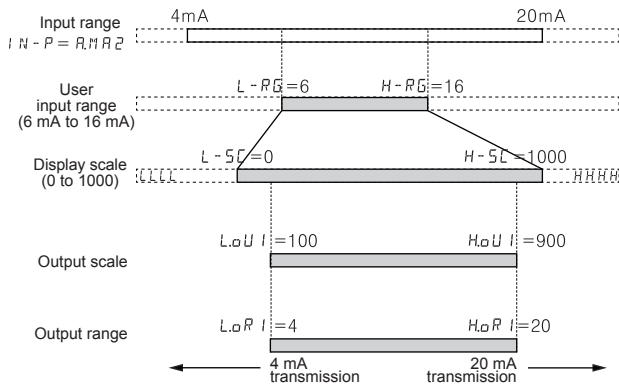 Input range
IN-P = A.MA2
4mA
20mA
User
input range
(6 mA to 16 mA)
L-RG=6
H-RG=16
Display scale
(0 to 1000)
L-SC=0
H-SC=1000
LLLL
HHHH
Output scale
L.oU1=100
H.oU1=900
Output range
L.oR1=4
H.oR1=20
4 mA
transmission
20 mA
transmission